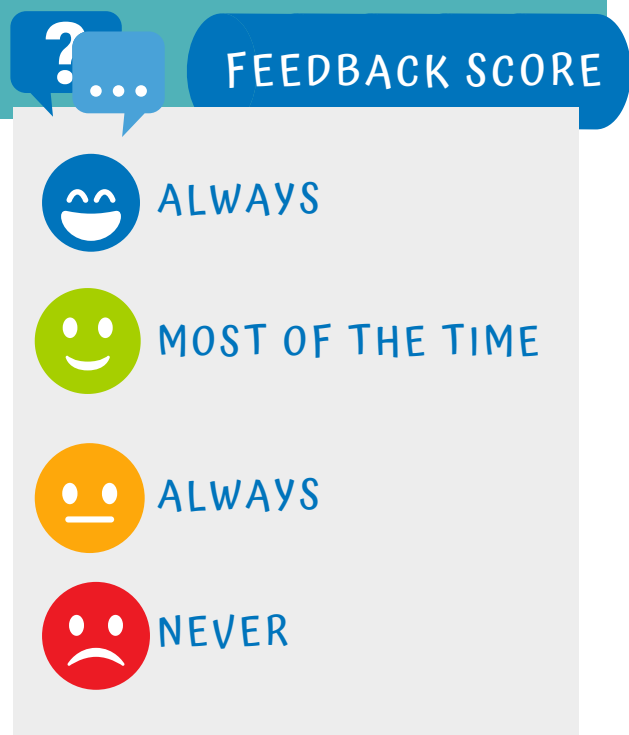 ?
FEEDBACK SCORE
ALWAYS
MOST OF THE TIME
ALWAYS
NEVER